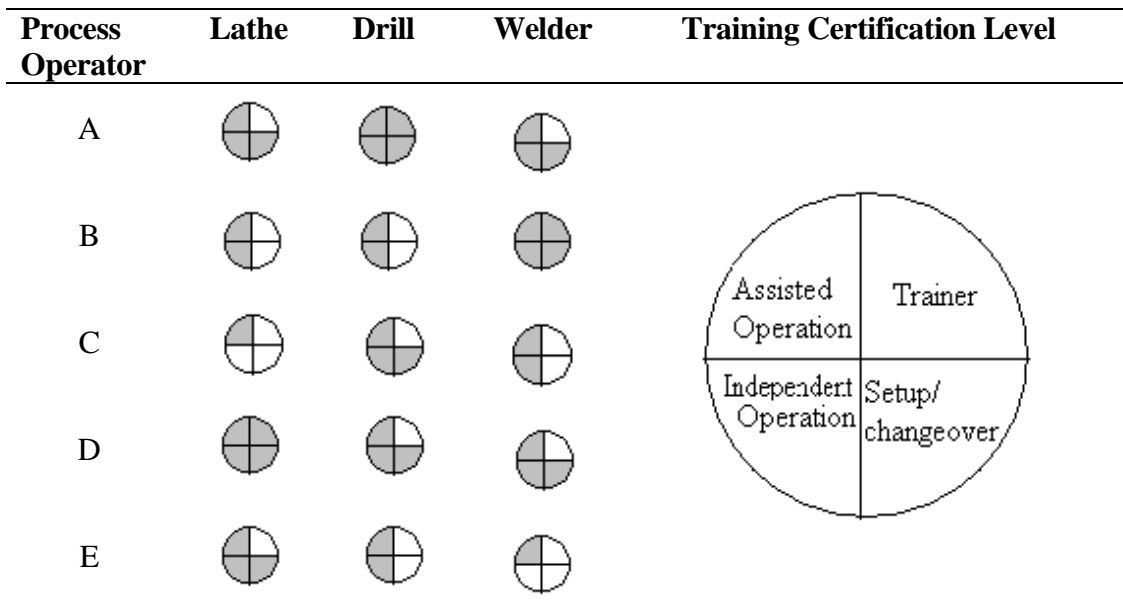 Process Lathe Drill Welder Training Certification Level
Operator
A
B
C
D
E
Assisted
Operation
Trainer
Independent
Operation
Setup/
changeover